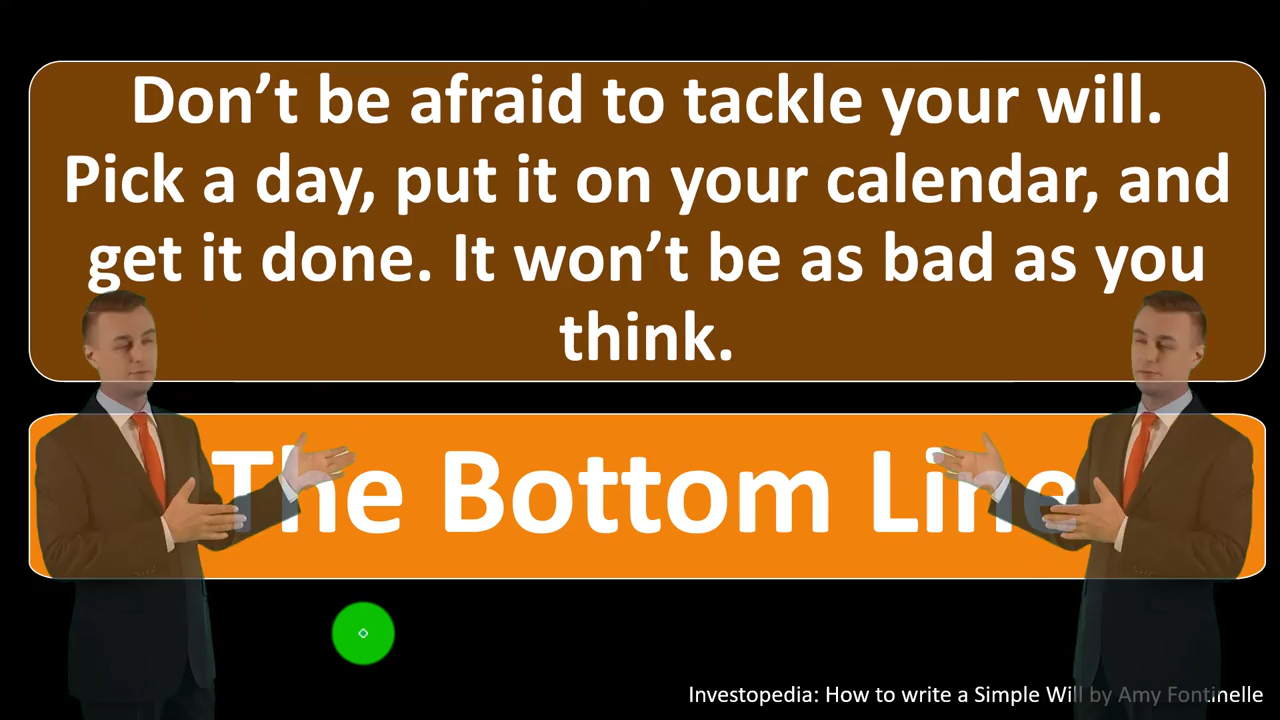 Don’t be afraid to tackle your will.
Pick a day, put it on your calendar, and
get it done. It won’t be as bad as you
think.
The Bottom Line
Investopedia: How to write a Simple Will by Amy Fontinelle